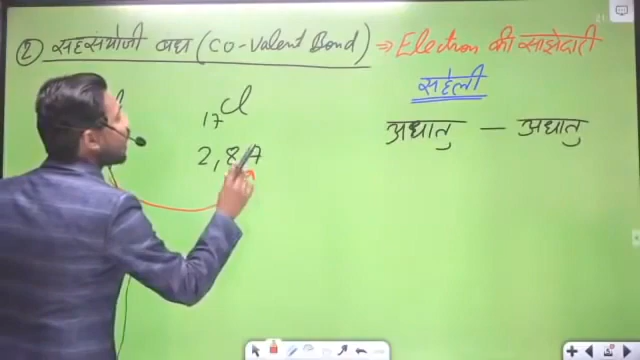 ② सहसंयोजी बंध (Co-Valent Bond) ⇒ Electron की साझेदारी
सहेली
अधातु — अधातु
₁₇Cl
2,8,7